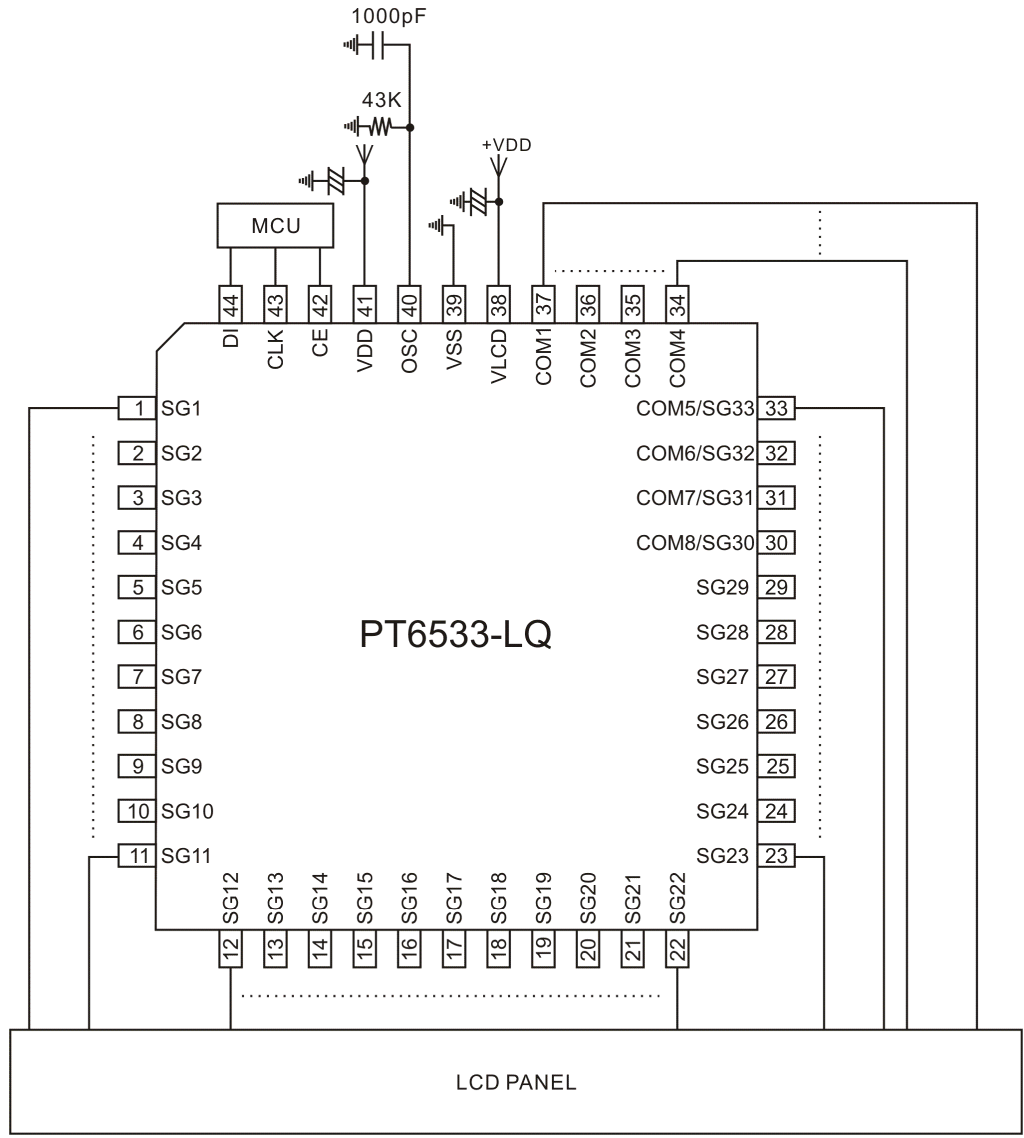 1000pF
43K
+VDD
MCU
44
43
42
41
40
39
38
37
36
35
34
DI
CLK
CE
VDD
OSC
VSS
VLCD
COM1
COM2
COM3
COM4
1 SG1
COM5/SG33 33
2 SG2
COM6/SG32 32
3 SG3
COM7/SG31 31
4 SG4
COM8/SG30 30
5 SG5
SG29 29
6 SG6
SG28 28
7 SG7
SG27 27
8 SG8
SG26 26
9 SG9
SG25 25
10 SG10
SG24 24
11 SG11
SG23 23
PT6533-LQ
SG12
SG13
SG14
SG15
SG16
SG17
SG18
SG19
SG20
SG21
SG22
12
13
14
15
16
17
18
19
20
21
22
LCD PANEL